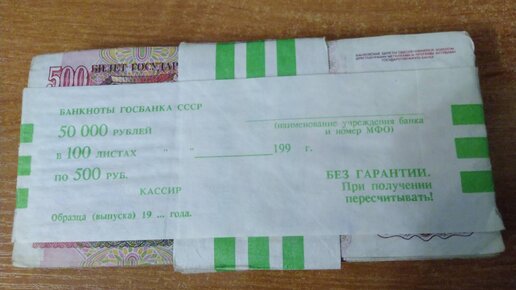 500
БИЛЕТ ГОСУДАР
БАНКНОТЫ ГОСБАНКА СССР
50 000 РУБЛЕЙ
В 100 ЛИСТАХ
ПО 500 РУБ.
КАССИР
Образца (выпуска) 19 ... года.
(наименование учреждения банка
и номер МФО)
" " 199 г.
БЕЗ ГАРАНТИИ.
При получении
пересчитывать!